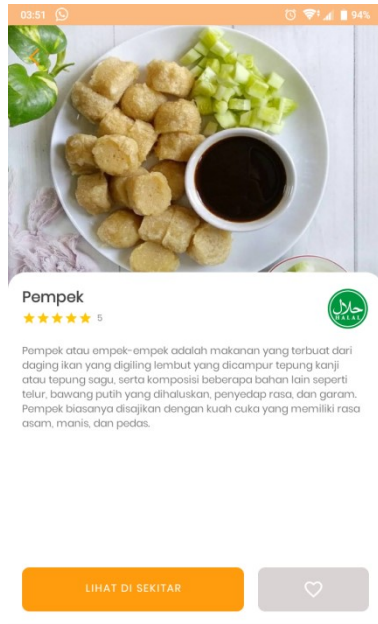 03:51
94%
Pempek
5
حلال
HALAL
Pempek atau empek-empek adalah makanan yang terbuat dari
daging ikan yang digiling lembut yang dicampur tepung kanji
atau tepung sagu, serta komposisi beberapa bahan lain seperti
telur, bawang putih yang dihaluskan, penyedap rasa, dan garam.
Pempek biasanya disajikan dengan kuah cuka yang memiliki rasa
asam, manis, dan pedas.
LIHAT DI SEKITAR